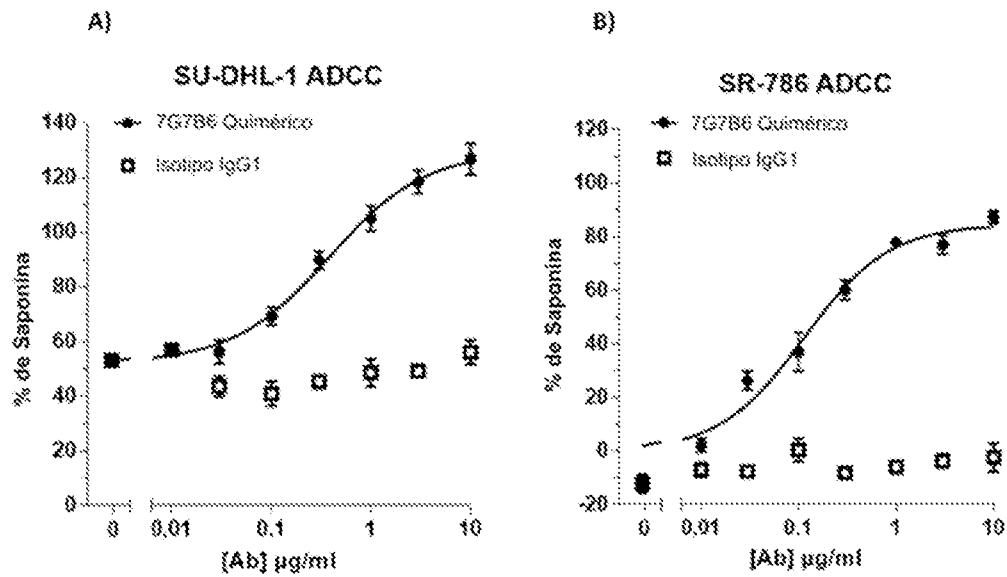 A)
SU-DHL-1 ADCC
7G7B6 Quimérico
Isotipo IgG1
% de Saponina
140
120
100
80
60
40
20
0
0 0,01 0,1 1 10
[Ab] µg/ml
B)
SR-786 ADCC
7G7B6 Quimérico
Isotipo IgG1
% de Saponina
120
100
80
60
40
20
0
-20
0 0,01 0,1 1 10
[Ab] µg/ml